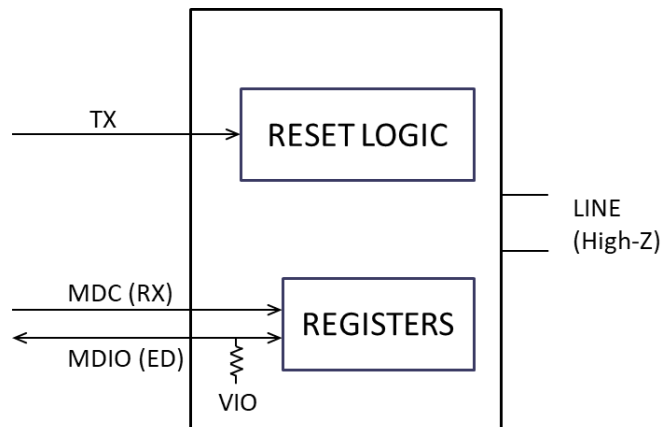 TX
RESET LOGIC
LINE
(High-Z)
MDC (RX)
REGISTERS
MDIO (ED)
VIO